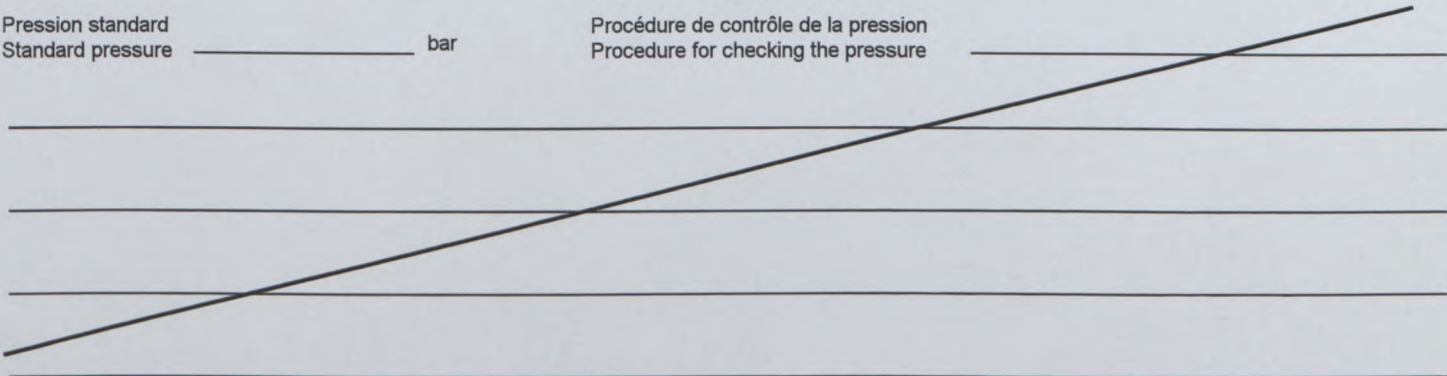 Pression standard
Standard pressure bar
Procédure de contrôle de la pression
Procedure for checking the pressure